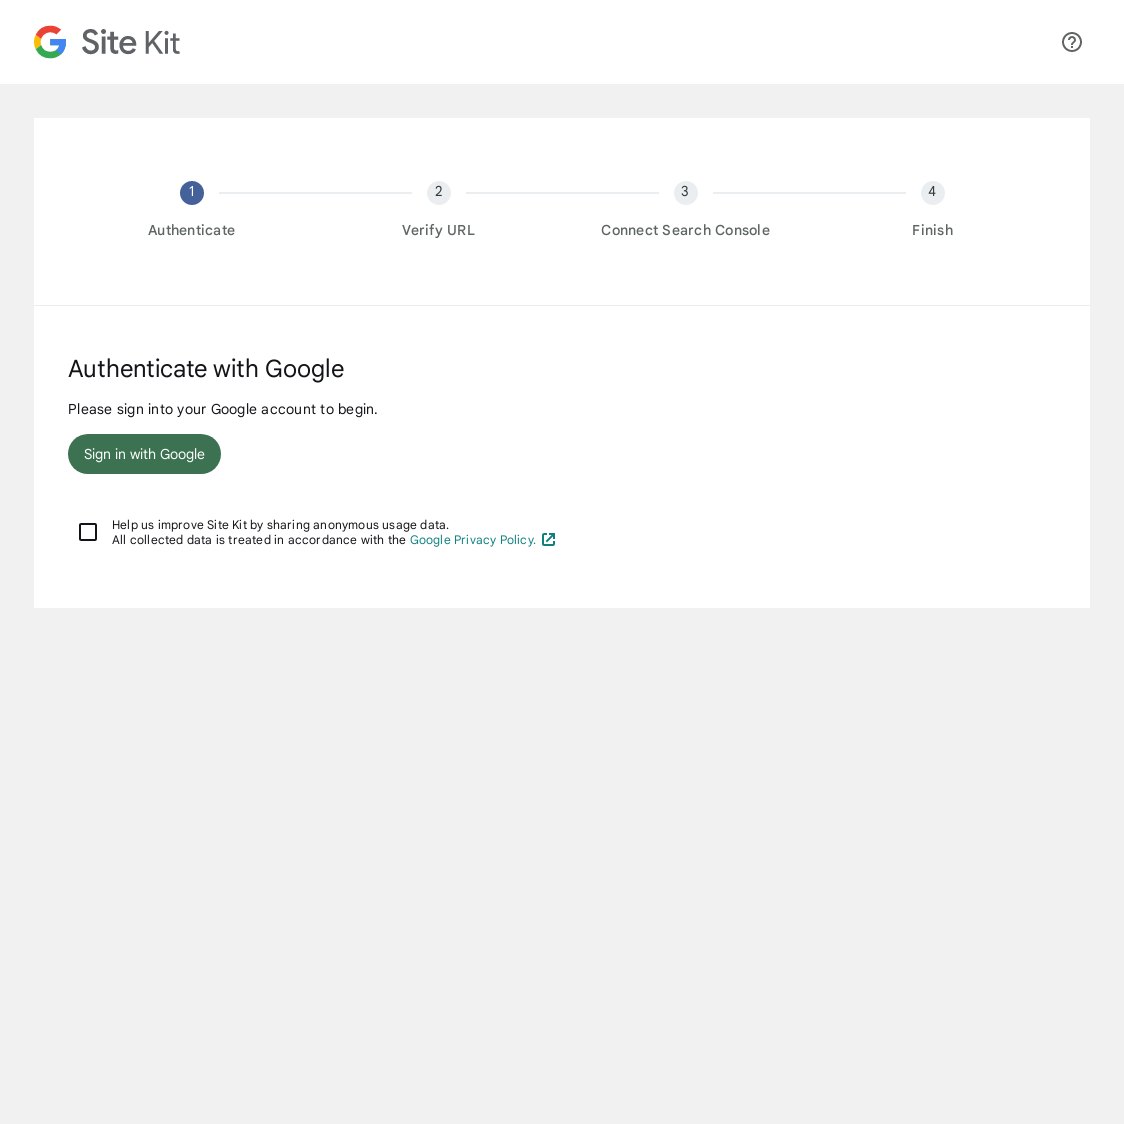 Site Kit
1 2 3 4
Authenticate Verify URL Connect Search Console Finish
Authenticate with Google
Please sign into your Google account to begin.
Sign in with Google
Help us improve Site Kit by sharing anonymous usage data.
All collected data is treated in accordance with the Google Privacy Policy.